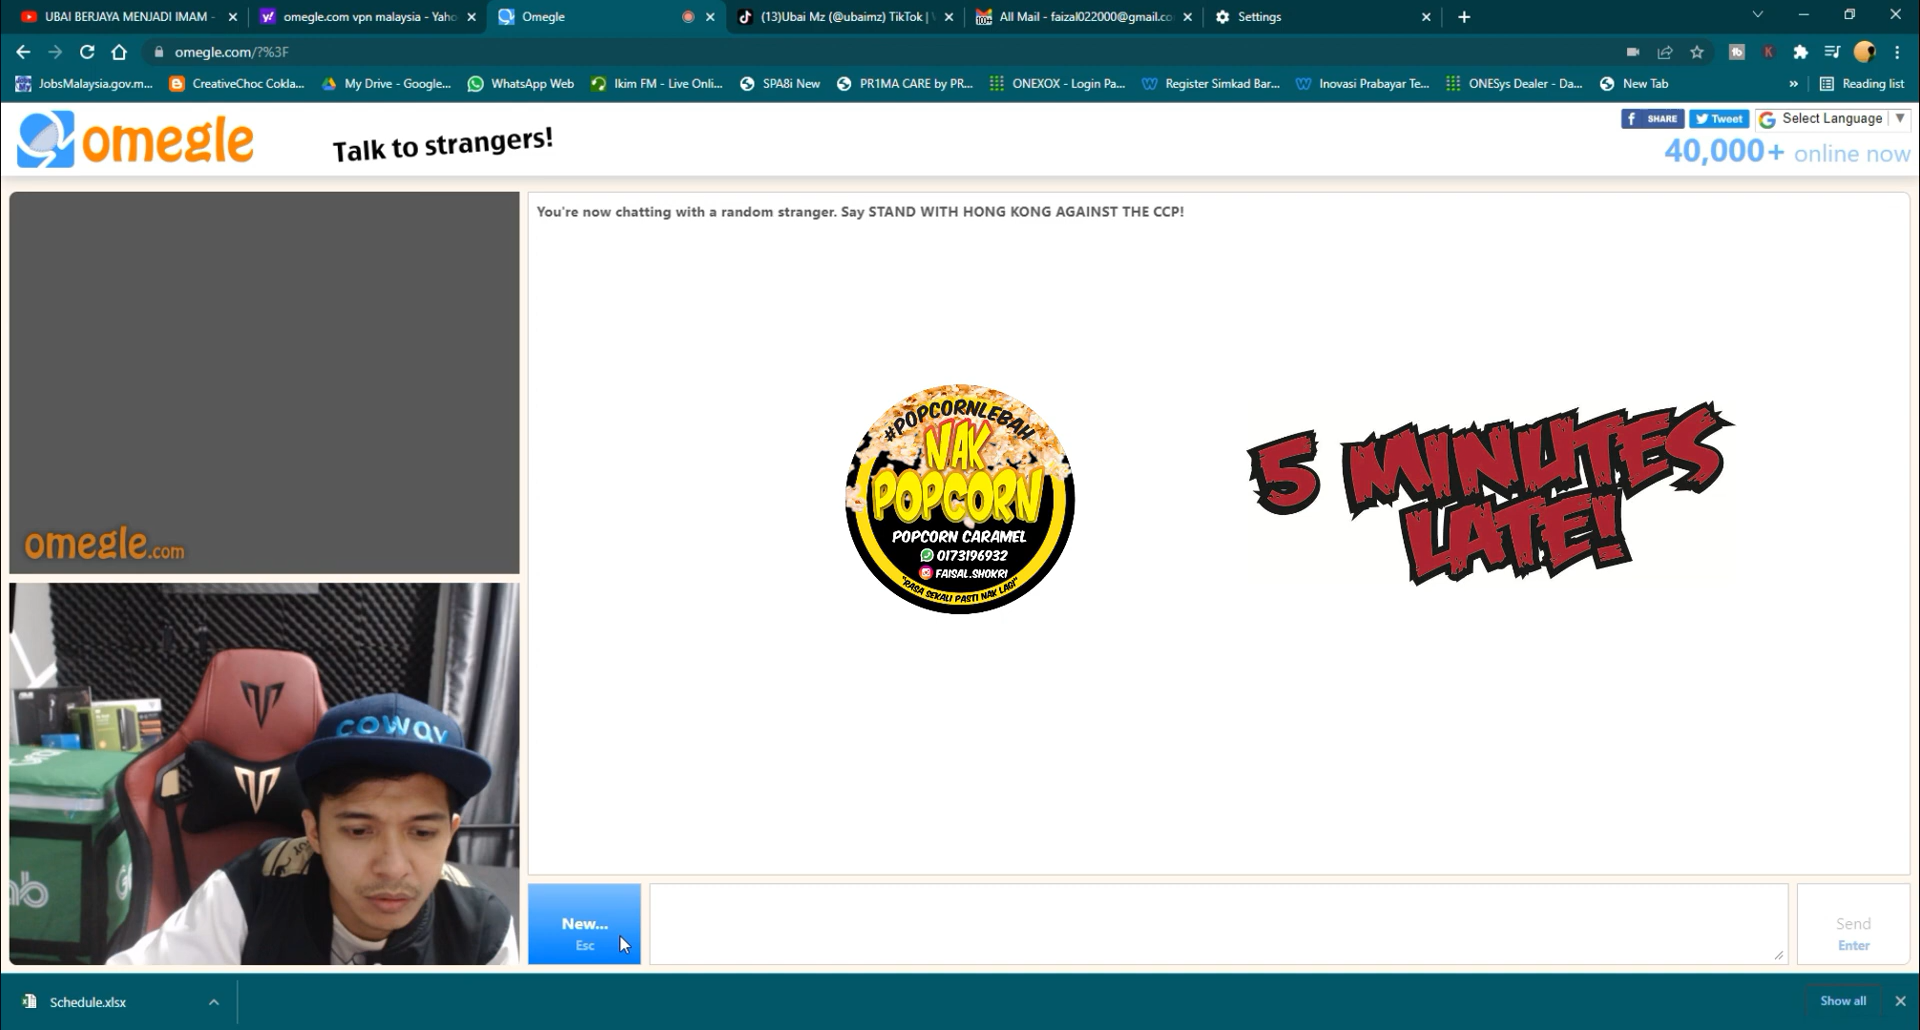 UBAI BERJAYA MENJADI IMAM -
omegle.com vpn malaysia - Yaho
Omegle
(13)Ubai Mz (@ubaimz) TikTok |
All Mail - faizal022000@gmail.co
Settings
omegle.com/?%3F
JobsMalaysia.gov.m...
CreativeChoc Cokla...
My Drive - Google...
WhatsApp Web
Ikim FM - Live Onli...
SPA8i New
PR1MA CARE by PR...
ONEXOX - Login Pa...
Register Simkad Bar...
Inovasi Prabayar Te...
ONESys Dealer - Da...
New Tab
Reading list
omegle
Talk to strangers!
SHARE
Tweet
Select Language
40,000+ online now
You're now chatting with a random stranger. Say STAND WITH HONG KONG AGAINST THE CCP!
omegle.com
#POPCORNLEBAH
NAK
POPCORN
POPCORN CARAMEL
0173196932
FAISAL.SHOKRI
"RASA SEKALI PASTI NAK LAGI"
5 MINUTES
LATE!
coway
New...
Esc
Send
Enter
Schedule.xlsx
Show all